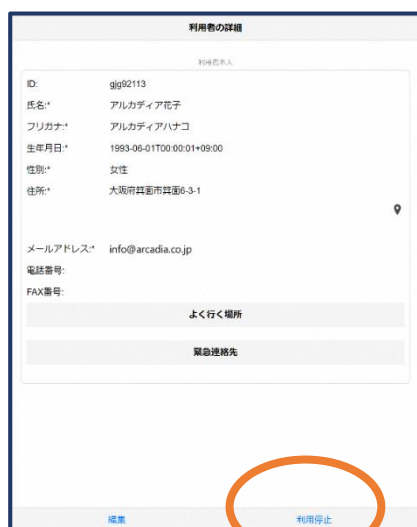 利用者の詳細
利用者本人
ID: gjg92113
氏名:* アルカディア花子
フリガナ:* アルカディアハナコ
生年月日:* 1993-06-01T00:00:01+09:00
性別:* 女性
住所:* 大阪府箕面市箕面6-3-1
メールアドレス:* info@arcadia.co.jp
電話番号:
FAX番号:
よく行く場所
緊急連絡先
編集 利用停止